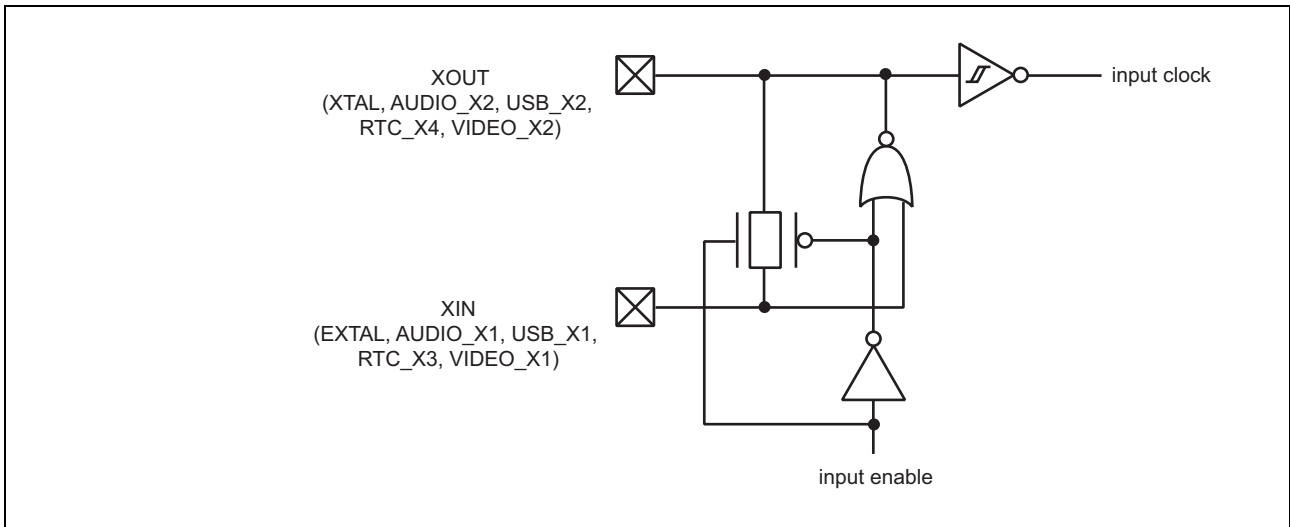 XOUT
(XTAL, AUDIO_X2, USB_X2,
RTC_X4, VIDEO_X2)
input clock
XIN
(EXTAL, AUDIO_X1, USB_X1,
RTC_X3, VIDEO_X1)
input enable